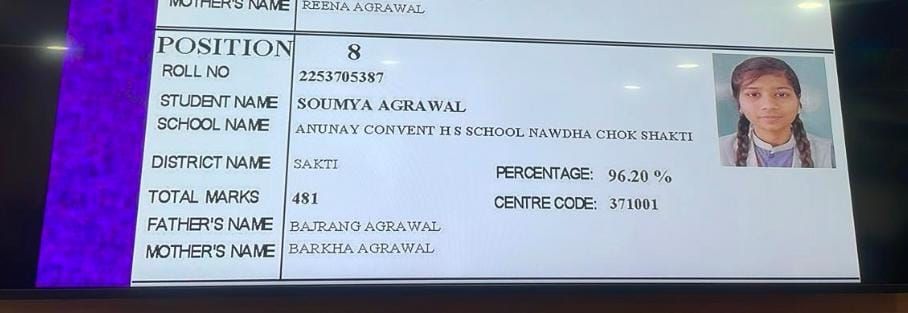 MOTHER'S NAME REENA AGRAWAL
POSITION 8
ROLL NO 2253705387
STUDENT NAME SOUMYA AGRAWAL
SCHOOL NAME ANUNAY CONVENT H S SCHOOL NAWDHA CHOK SHAKTI
DISTRICT NAME SAKTI PERCENTAGE: 96.20 %
TOTAL MARKS 481 CENTRE CODE: 371001
FATHER'S NAME BAJRANG AGRAWAL
MOTHER'S NAME BARKHA AGRAWAL